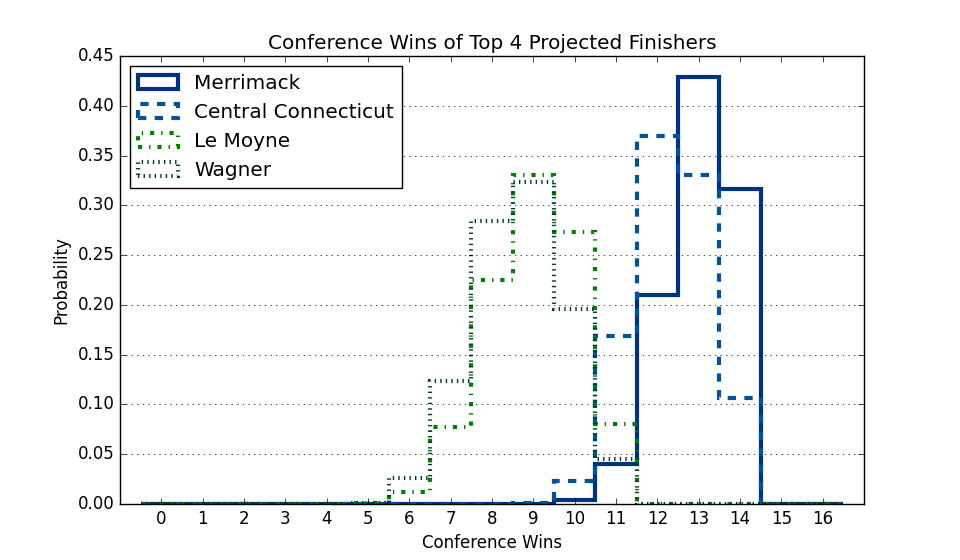 Conference Wins of Top 4 Projected Finishers
Merrimack
Central Connecticut
Le Moyne
Wagner
0.45
0.40
0.35
0.30
0.25
0.20
0.15
0.10
0.05
0.00
Probability
0 1 2 3 4 5 6 7 8 9 10 11 12 13 14 15 16
Conference Wins